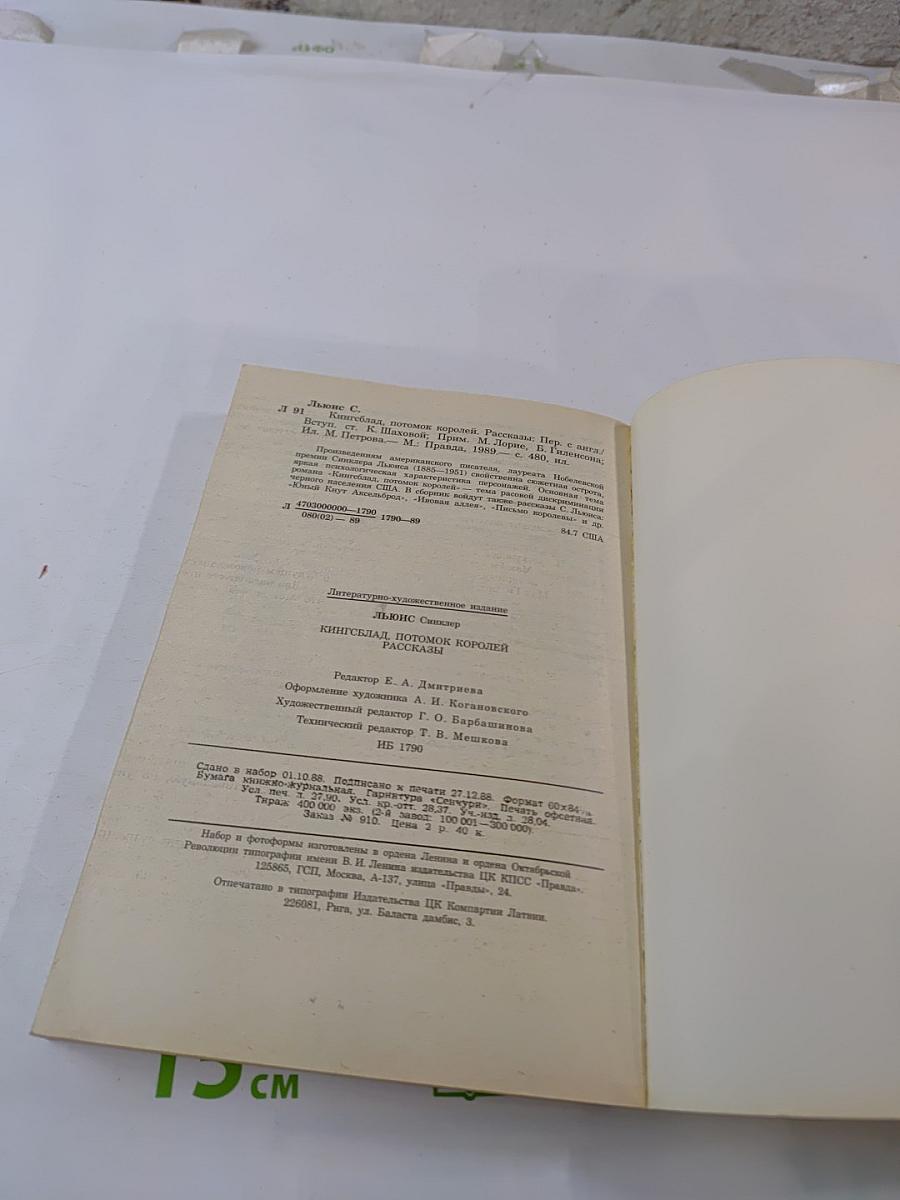 Льюис С.
Л 91 Кингсблад, потомок королей. Рассказы: Пер. с англ./
Вступ. ст. К. Шаховой; Прим. М. Лорие, Б. Гиленсона;
Ил. М. Петрова.— М.: Правда, 1989.— с. 480, ил.
Произведениям американского писателя, лауреата Нобелевской
премии Синклера Льюиса (1885—1951) свойственна сюжетная острота,
яркая психологическая характеристика персонажей. Основная тема
романа «Кингсблад, потомок королей» — тема расовой дискриминации
черного населения США. В сборник войдут также рассказы С. Льюиса:
«Юный Кнут Аксельброд», «Ивовая аллея», «Письмо королевы» и др.
Л 4703000000—1790 1790—89
080(02) — 89
84.7 США
Литературно-художественное издание
ЛЬЮИС Синклер
КИНГСБЛАД, ПОТОМОК КОРОЛЕЙ
РАССКАЗЫ
Редактор Е. А. Дмитриева
Оформление художника А. И. Когановского
Художественный редактор Г. О. Барбашинова
Технический редактор Т. В. Мешкова
ИБ 1790
Сдано в набор 01.10.88. Подписано к печати 27.12.88. Формат 60×84¹/₁₆.
Бумага книжно-журнальная. Гарнитура «Сенчури». Печать офсетная.
Усл. печ. л. 27,90. Усл. кр.-отт. 28,37. Уч.-изд. л. 28,04.
Тираж 400 000 экз. (2-й завод: 100 001—300 000).
Заказ № 910. Цена 2 р. 40 к.
Набор и фотоформы изготовлены в ордена Ленина и ордена Октябрьской
Революции типографии имени В. И. Ленина издательства ЦК КПСС «Правда».
125865, ГСП, Москва, А-137, улица «Правды», 24.
Отпечатано в типографии Издательства ЦК Компартии Латвии.
226081, Рига, ул. Баласта дамбис, 3.
15 см